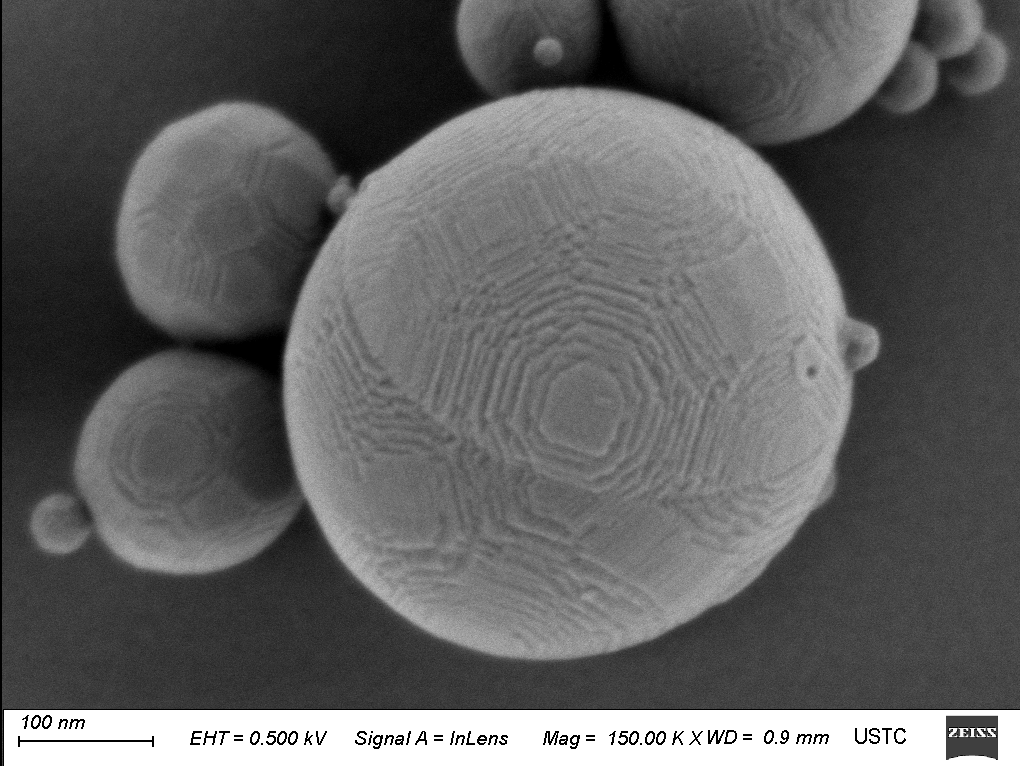 100 nm
EHT = 0.500 kV Signal A = InLens Mag = 150.00 K X WD = 0.9 mm USTC ZEISS